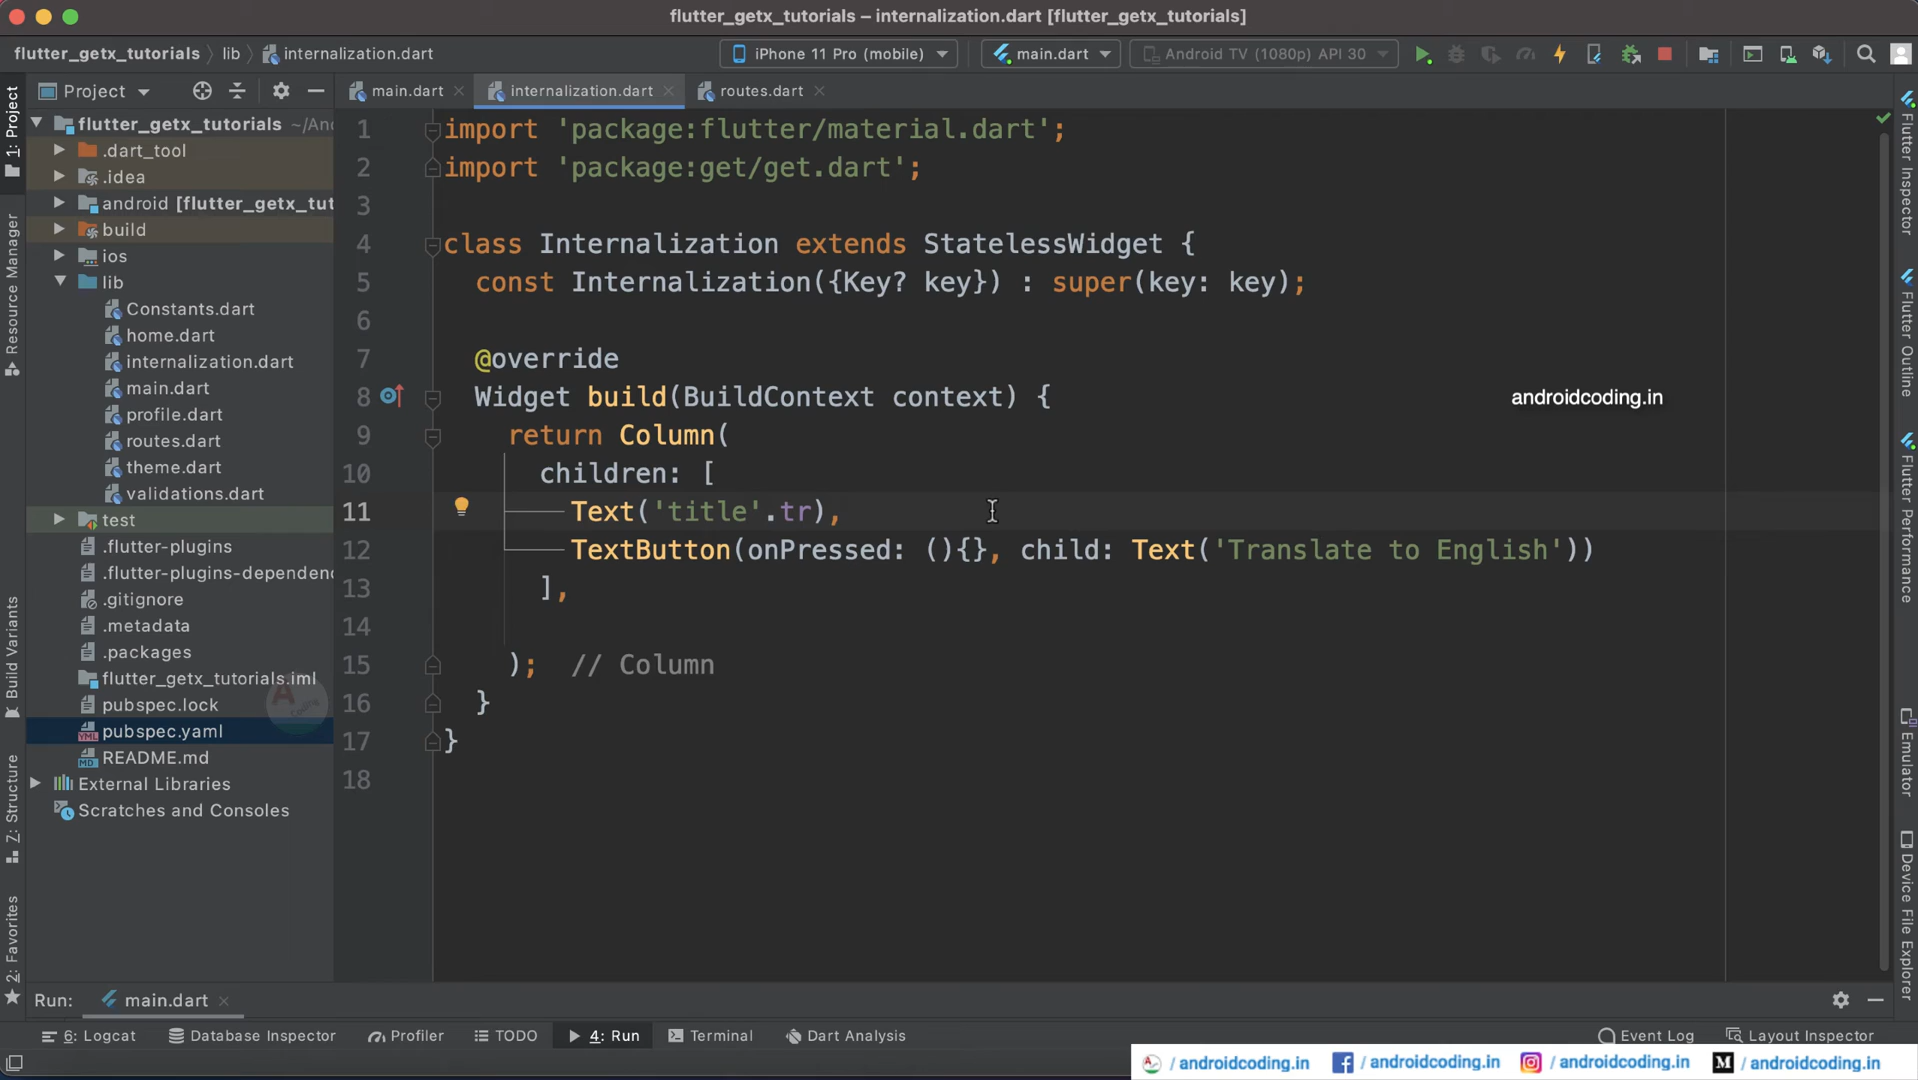 flutter_getx_tutorials – internalization.dart [flutter_getx_tutorials]
flutter_getx_tutorials lib internalization.dart iPhone 11 Pro (mobile) main.dart Android TV (1080p) API 30
Project main.dart internalization.dart routes.dart
1: Project
Resource Manager
Build Variants
Z: Structure
2: Favorites
flutter_getx_tutorials ~/An
.dart_tool
.idea
android [flutter_getx_tut
build
ios
lib
Constants.dart
home.dart
internalization.dart
main.dart
profile.dart
routes.dart
theme.dart
validations.dart
test
.flutter-plugins
.flutter-plugins-dependenc
.gitignore
.metadata
.packages
flutter_getx_tutorials.iml
pubspec.lock
pubspec.yaml
README.md
External Libraries
Scratches and Consoles
1 import 'package:flutter/material.dart';
2 import 'package:get/get.dart';
3
4 class Internalization extends StatelessWidget {
5 const Internalization({Key? key}) : super(key: key);
6
7 @override
8 Widget build(BuildContext context) {
9 return Column(
10 children: [
11 Text('title'.tr),
12 TextButton(onPressed: (){}, child: Text('Translate to English'))
13 ],
14
15 ); // Column
16 }
17 }
18
androidcoding.in
Flutter Inspector
Flutter Outline
Flutter Performance
Emulator
Device File Explorer
Run: main.dart
6: Logcat Database Inspector Profiler TODO 4: Run Terminal Dart Analysis Event Log Layout Inspector
/ androidcoding.in / androidcoding.in / androidcoding.in / androidcoding.in